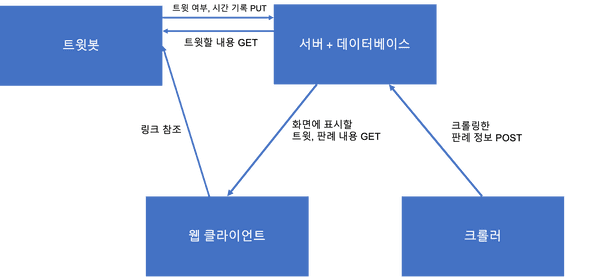 트윗 여부, 시간 기록 PUT
트윗봇
서버 + 데이터베이스
트윗할 내용 GET
링크 참조
화면에 표시할
트윗, 판례 내용 GET
크롤링한
판례 정보 POST
웹 클라이언트
크롤러